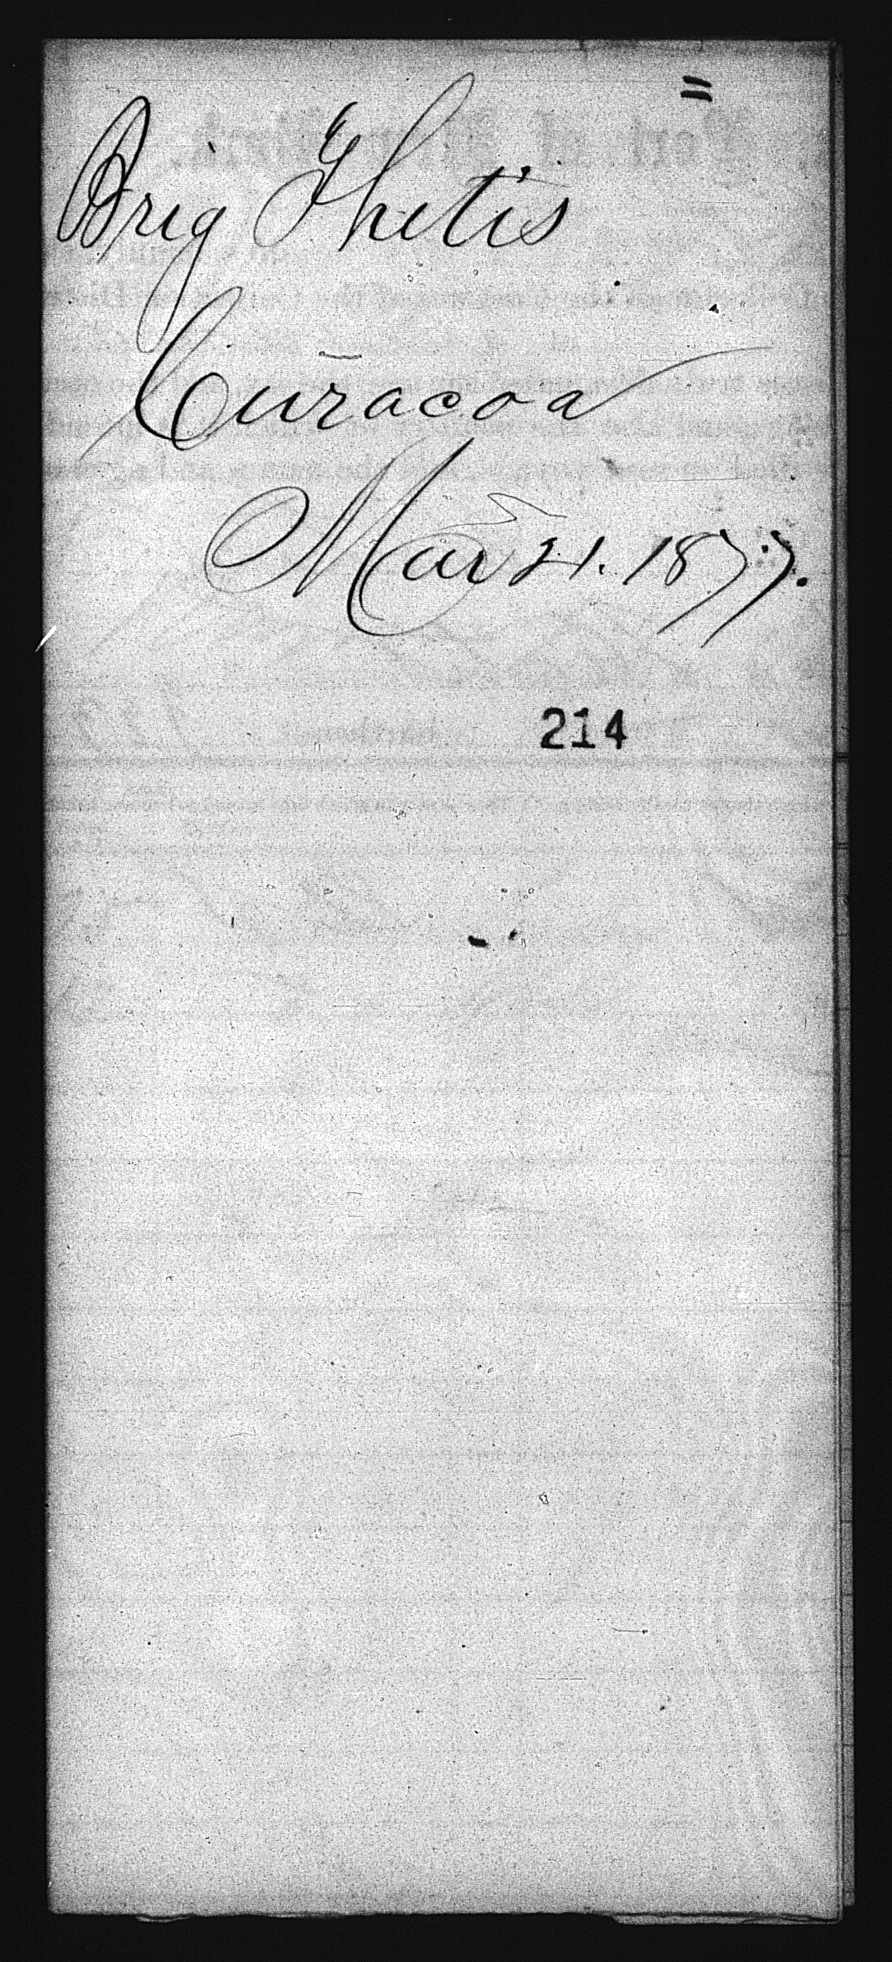 Brig Thetis
Curacoa
Mar 21. 1877.
214